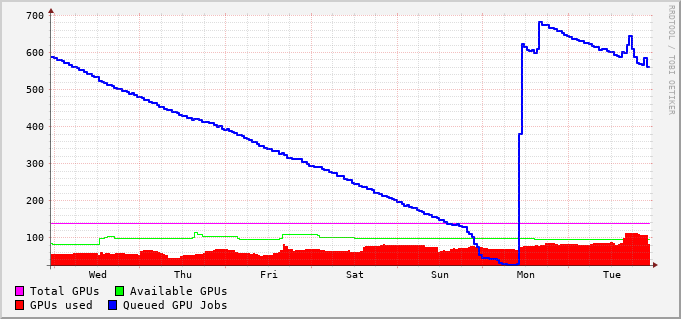 700
600
500
400
300
200
100
Wed Thu Fri Sat Sun Mon Tue
Total GPUs Available GPUs
GPUs used Queued GPU Jobs
RRDTOOL / TOBI OETIKER